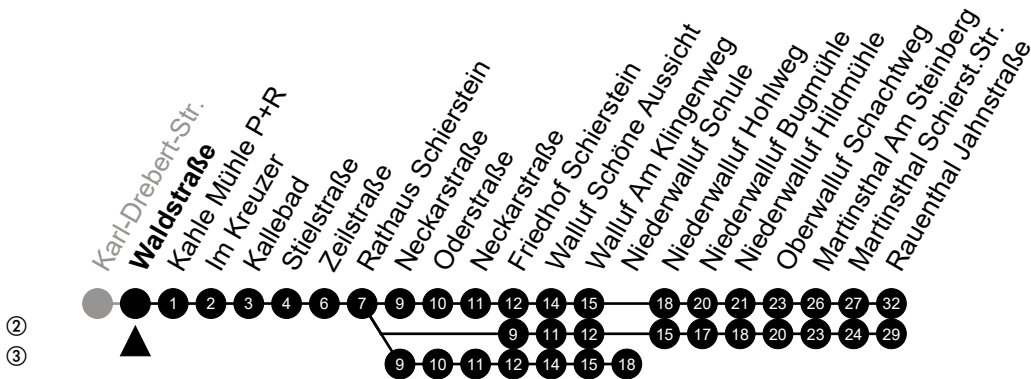 Karl-Drebert-Str.
Waldstraße
Kahle Mühle P+R
Im Kreuzer
Kallebad
Stielstraße
Zeilstraße
Rathaus Schierstein
Neckarstraße
Oderstraße
Neckarstraße
Friedhof Schierstein
Walluf Schöne Aussicht
Walluf Am Klingenweg
Niederwalluf Schule
Niederwalluf Hohlweg
Niederwalluf Bugmühle
Niederwalluf Hildmühle
Oberwalluf Schachtweg
Martinsthal Am Steinberg
Martinsthal Schierst.Str.
Rauenthal Jahnstraße
1 2 3 4 6 7 9 10 11 12 14 15 18 20 21 23 26 27 32
② 9 11 12 15 17 18 20 23 24 29
③ 9 10 11 12 14 15 18